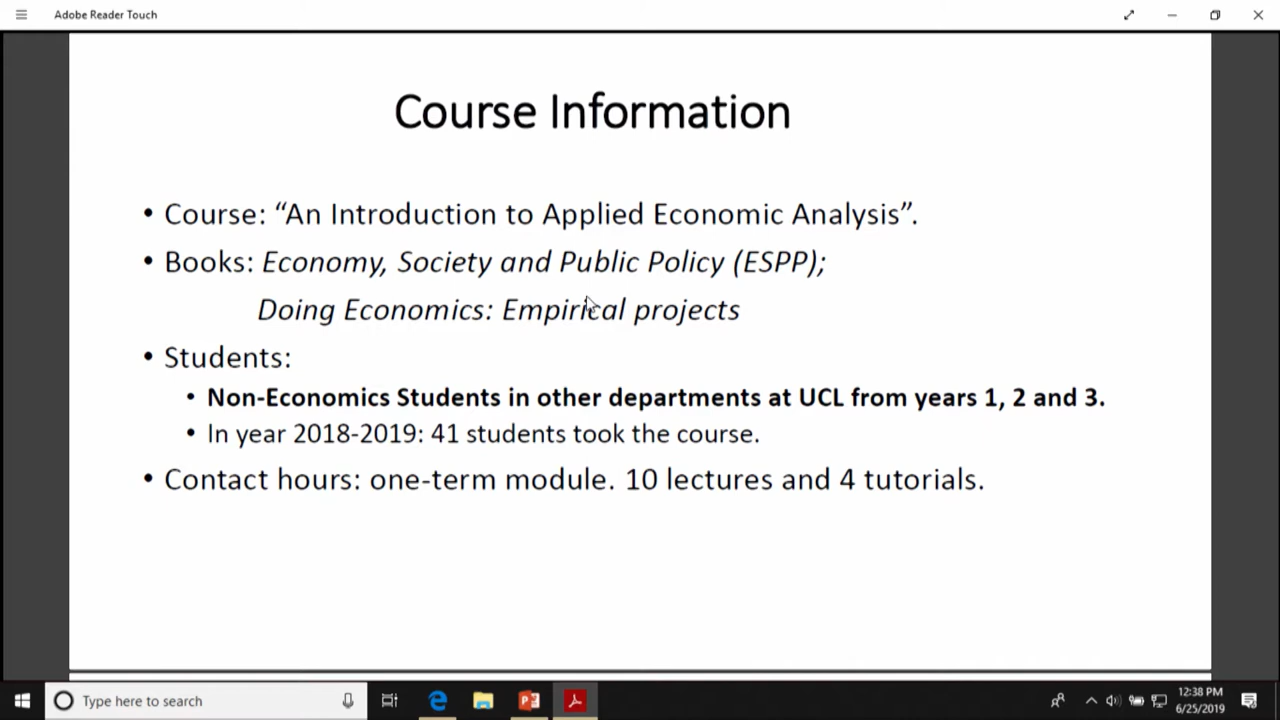 Adobe Reader Touch
Course Information
• Course: “An Introduction to Applied Economic Analysis”.
• Books: Economy, Society and Public Policy (ESPP);
Doing Economics: Empirical projects
• Students:
• Non-Economics Students in other departments at UCL from years 1, 2 and 3.
• In year 2018-2019: 41 students took the course.
• Contact hours: one-term module. 10 lectures and 4 tutorials.
Type here to search
12:38 PM
6/25/2019